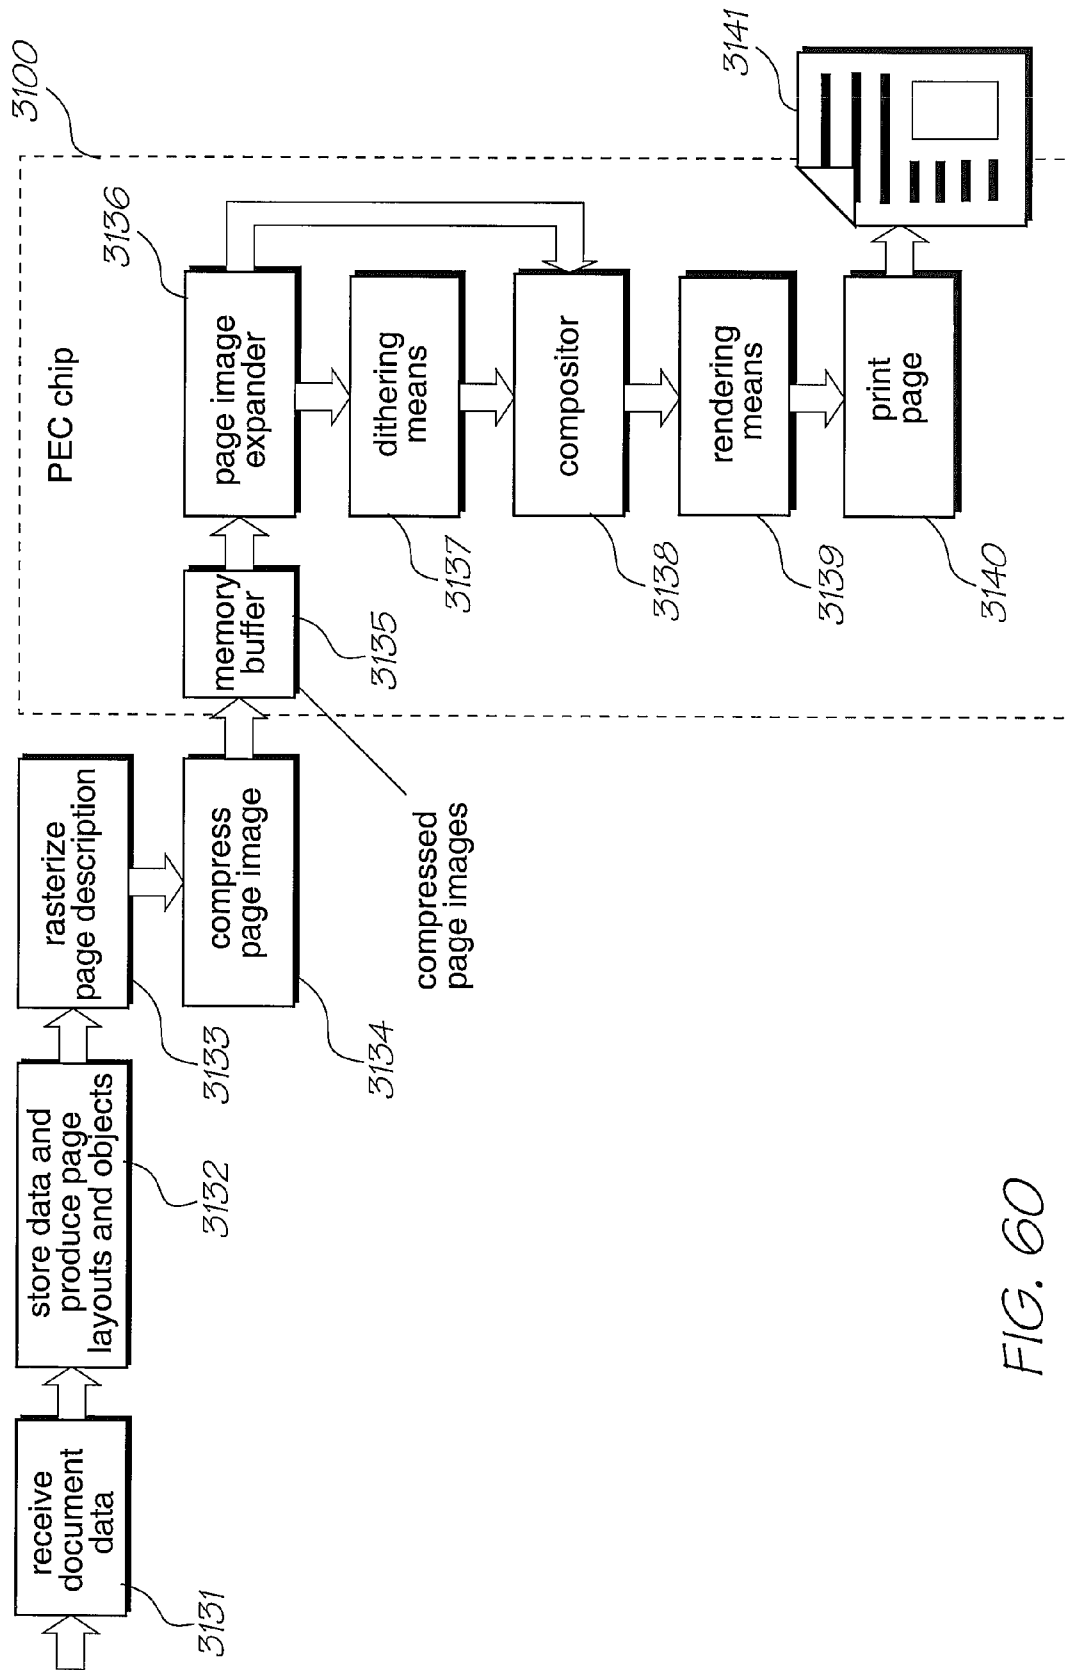 receive
document
data
3131
store data and
produce page
layouts and objects
3132
rasterize
page description
3133
compress
page image
3134
compressed
page images
PEC chip
3100
memory
buffer
3135
page image
expander
3136
dithering
means
3137
compositor
3138
rendering
means
3139
print
page
3140
3141
FIG. 60